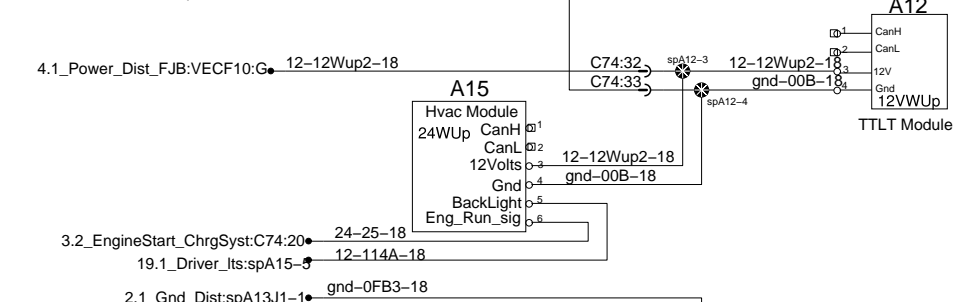 A12
CanH 1
CanL 2
4.1_Power_Dist_FJB:VECF10:G 12-12Wup2-18 C74:32 spA12-3 12-12Wup2-18 3 12V
C74:33 spA12-4 gnd-00B-18 4 Gnd
12VWUp
TTLT Module
A15
Hvac Module
24WUp
CanH 1
CanL 2
12Volts 3 12-12Wup2-18
Gnd 4 gnd-00B-18
BackLight 5
Eng_Run_sig 6
3.2_EngineStart_ChrgSyst:C74:20 24-25-18
19.1_Driver_lts:spA15-5 12-114A-18
2.1_Gnd_Dist:spA13J1-1 gnd-0FB3-18